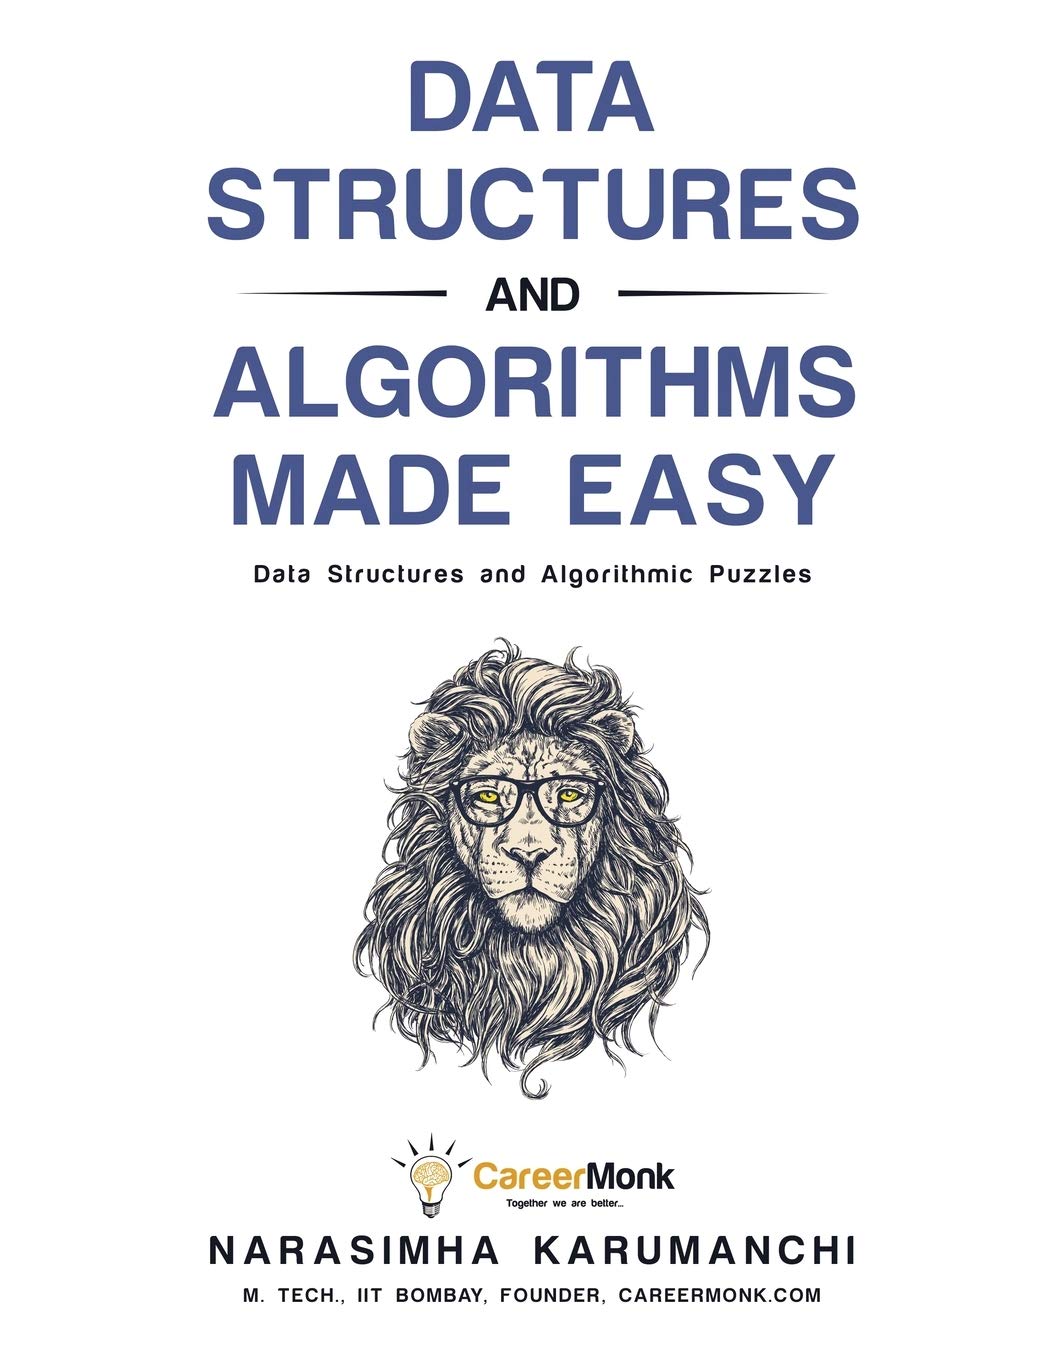 DATA
STRUCTURES
AND
ALGORITHMS
MADE EASY
Data Structures and Algorithmic Puzzles
CareerMonk
Together we are better...
NARASIMHA KARUMANCHI
M. TECH., IIT BOMBAY, FOUNDER, CAREERMONK.COM